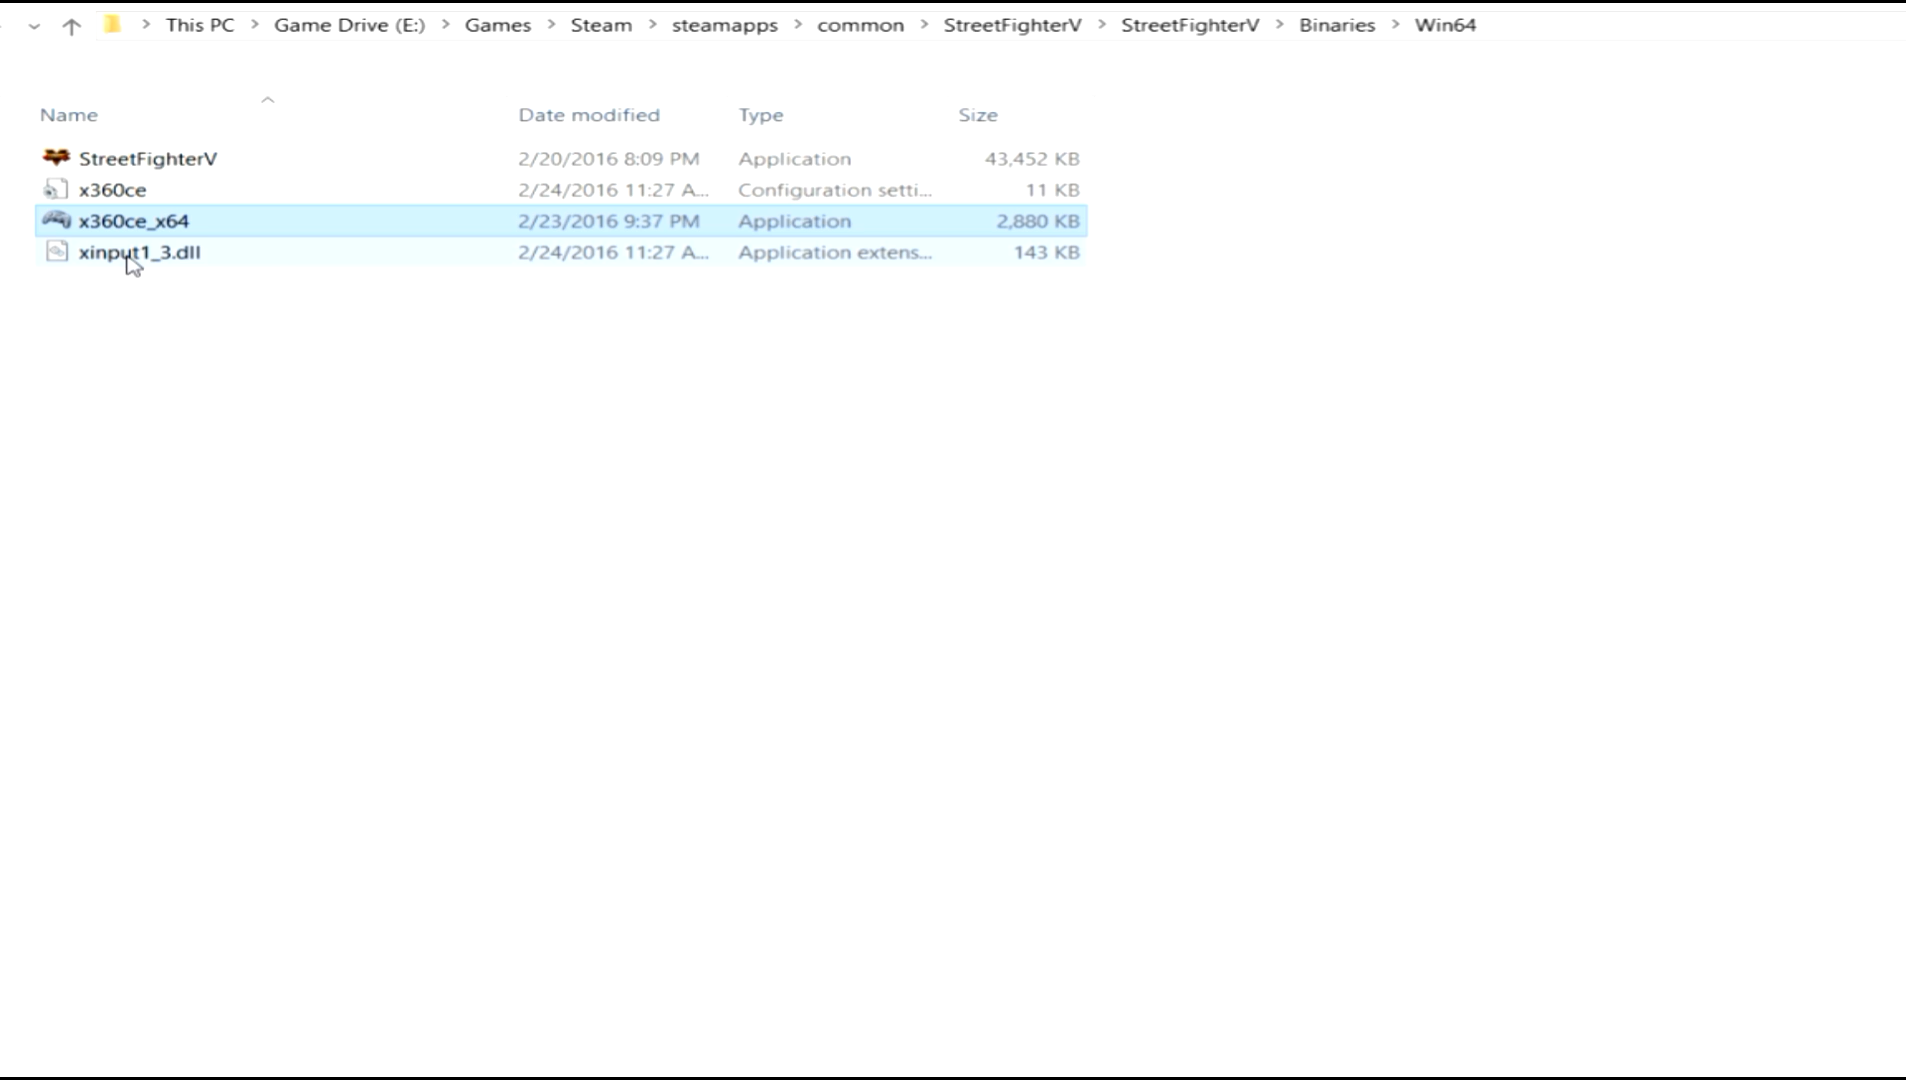 This PC > Game Drive (E:) > Games > Steam > steamapps > common > StreetFighterV > StreetFighterV > Binaries > Win64
Name Date modified Type Size
StreetFighterV 2/20/2016 8:09 PM Application 43,452 KB
x360ce 2/24/2016 11:27 A... Configuration setti... 11 KB
x360ce_x64 2/23/2016 9:37 PM Application 2,880 KB
xinput1_3.dll 2/24/2016 11:27 A... Application extens... 143 KB